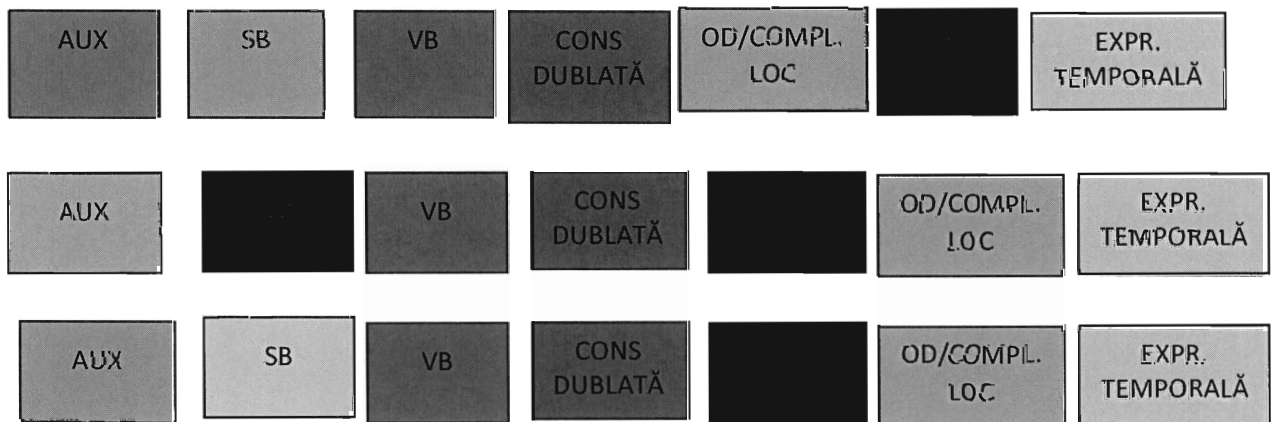 AUX SB VB CONS OD/COMPL. EXPR.
DUBLATĂ LOC TEMPORALĂ
AUX VB CONS OD/COMPL. EXPR.
DUBLATĂ LOC TEMPORALĂ
AUX SB VB CONS OD/COMPL. EXPR.
DUBLATĂ LOC TEMPORALĂ